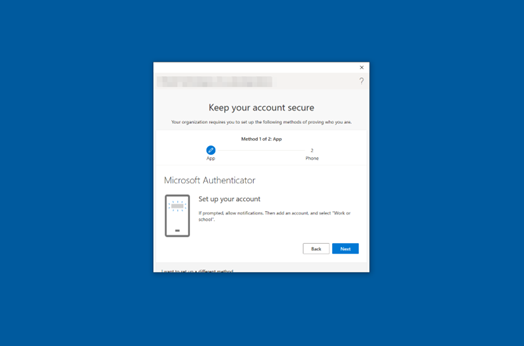 ?
Keep your account secure
Your organization requires you to set up the following methods of proving who you are.
Method 1 of 2: App
2
App
Phone
Microsoft Authenticator
Set up your account
If prompted, allow notifications. Then add an account, and select "Work or
school".
Back
Next
I want to set up a different method